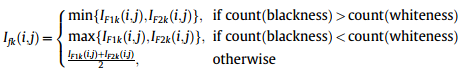 min{I_{F1k}(i,j),I_{F2k}(i,j)}, if count(blackness)>count(whiteness)
I_{fk}(i,j)={ max{I_{F1k}(i,j),I_{F2k}(i,j)}, if count(blackness)<count(whiteness)
\frac{I_{F1k}(i,j)+I_{F2k}(i,j)}{2}, otherwise